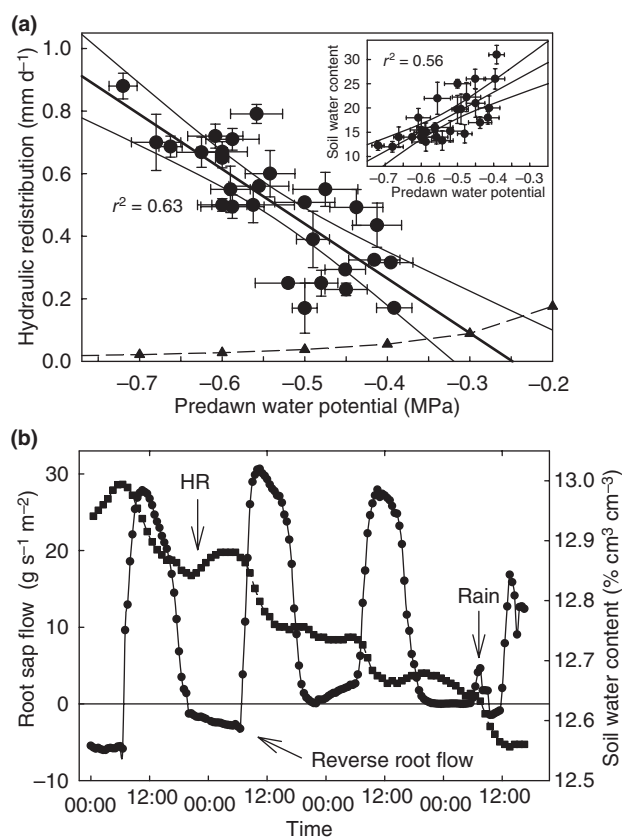 (a)
Hydraulic redistribution (mm d⁻¹)
1.0
0.8
0.6
0.4
0.2
0.0
r² = 0.63
−0.7 −0.6 −0.5 −0.4 −0.3 −0.2
Predawn water potential (MPa)
Soil water content
30
25
20
15
10
r² = 0.56
−0.7 −0.6 −0.5 −0.4 −0.3
Predawn water potential
(b)
Root sap flow (g s⁻¹ m⁻²)
30
20
10
0
−10
HR
Rain
Reverse root flow
Soil water content (% cm³ cm⁻³)
13.0
12.9
12.8
12.7
12.6
12.5
00:00 12:00 00:00 12:00 00:00 12:00 00:00 12:00
Time